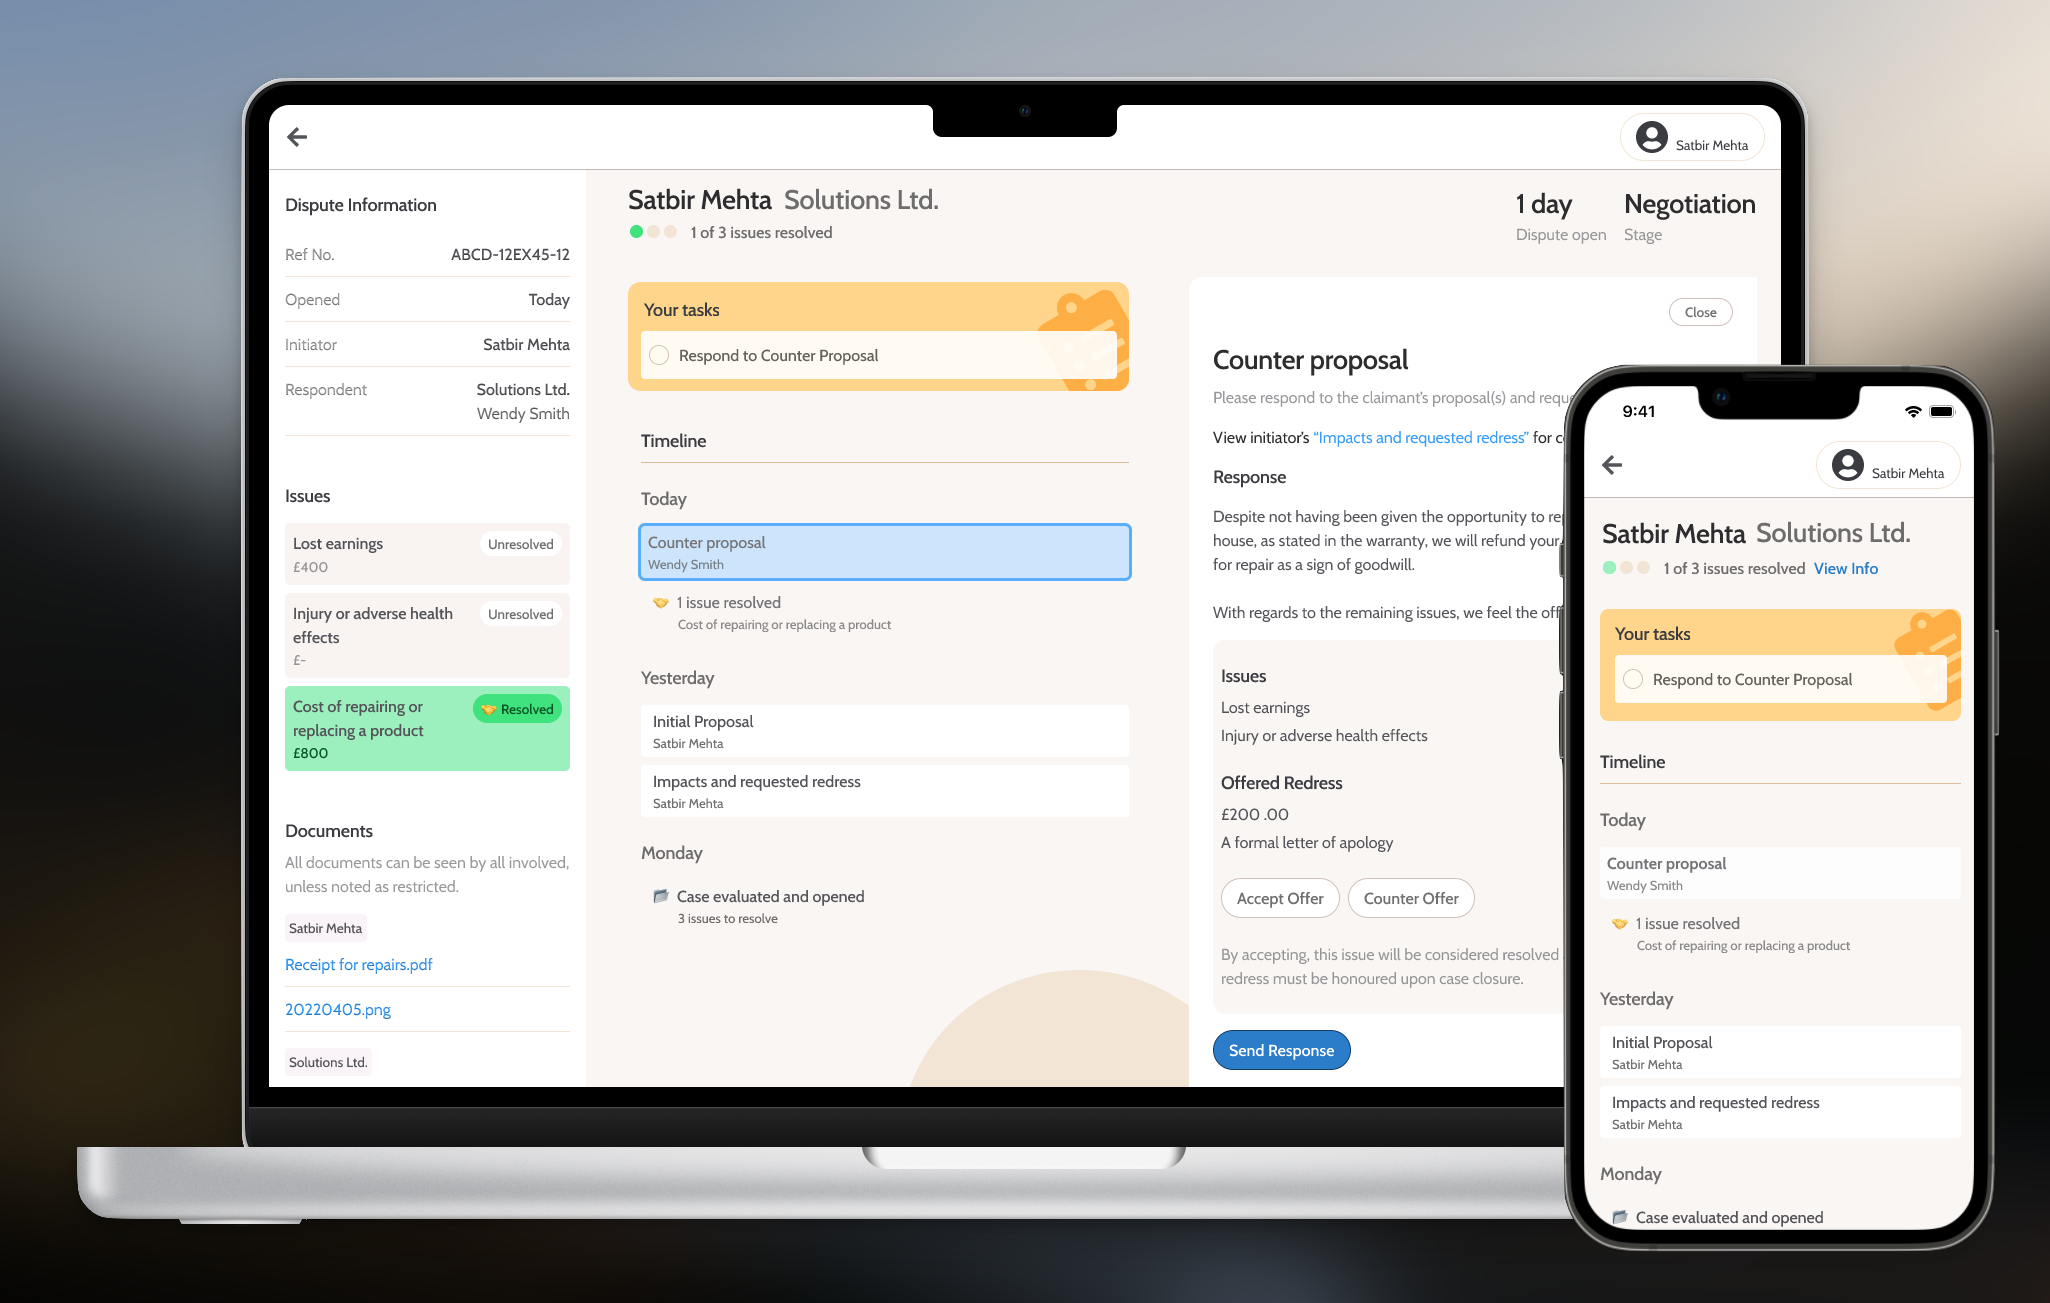 Satbir Mehta
Dispute Information
Ref No. ABCD-12EX45-12
Opened Today
Initiator Satbir Mehta
Respondent Solutions Ltd.
Wendy Smith
Issues
Lost earnings Unresolved
£400
Injury or adverse health Unresolved
effects
£-
Cost of repairing or Resolved
replacing a product
£800
Documents
All documents can be seen by all involved,
unless noted as restricted.
Satbir Mehta
Receipt for repairs.pdf
20220405.png
Solutions Ltd.
Satbir Mehta Solutions Ltd.
1 of 3 issues resolved
1 day Negotiation
Dispute open Stage
Your tasks
Respond to Counter Proposal
Timeline
Today
Counter proposal
Wendy Smith
1 issue resolved
Cost of repairing or replacing a product
Yesterday
Initial Proposal
Satbir Mehta
Impacts and requested redress
Satbir Mehta
Monday
Case evaluated and opened
3 issues to resolve
Close
Counter proposal
Please respond to the claimant's proposal(s) and
View initiator's “Impacts and requested redress” for
Response
Despite not having been given the opportunity to
house, as stated in the warranty, we will refund your
for repair as a sign of goodwill.
With regards to the remaining issues, we feel the
Issues
Lost earnings
Injury or adverse health effects
Offered Redress
£200 .00
A formal letter of apology
Accept Offer Counter Offer
By accepting, this issue will be considered resolved
redress must be honoured upon case closure.
Send Response
9:41
Satbir Mehta
Satbir Mehta Solutions Ltd.
1 of 3 issues resolved View Info
Your tasks
Respond to Counter Proposal
Timeline
Today
Counter proposal
Wendy Smith
1 issue resolved
Cost of repairing or replacing a product
Yesterday
Initial Proposal
Satbir Mehta
Impacts and requested redress
Satbir Mehta
Monday
Case evaluated and opened